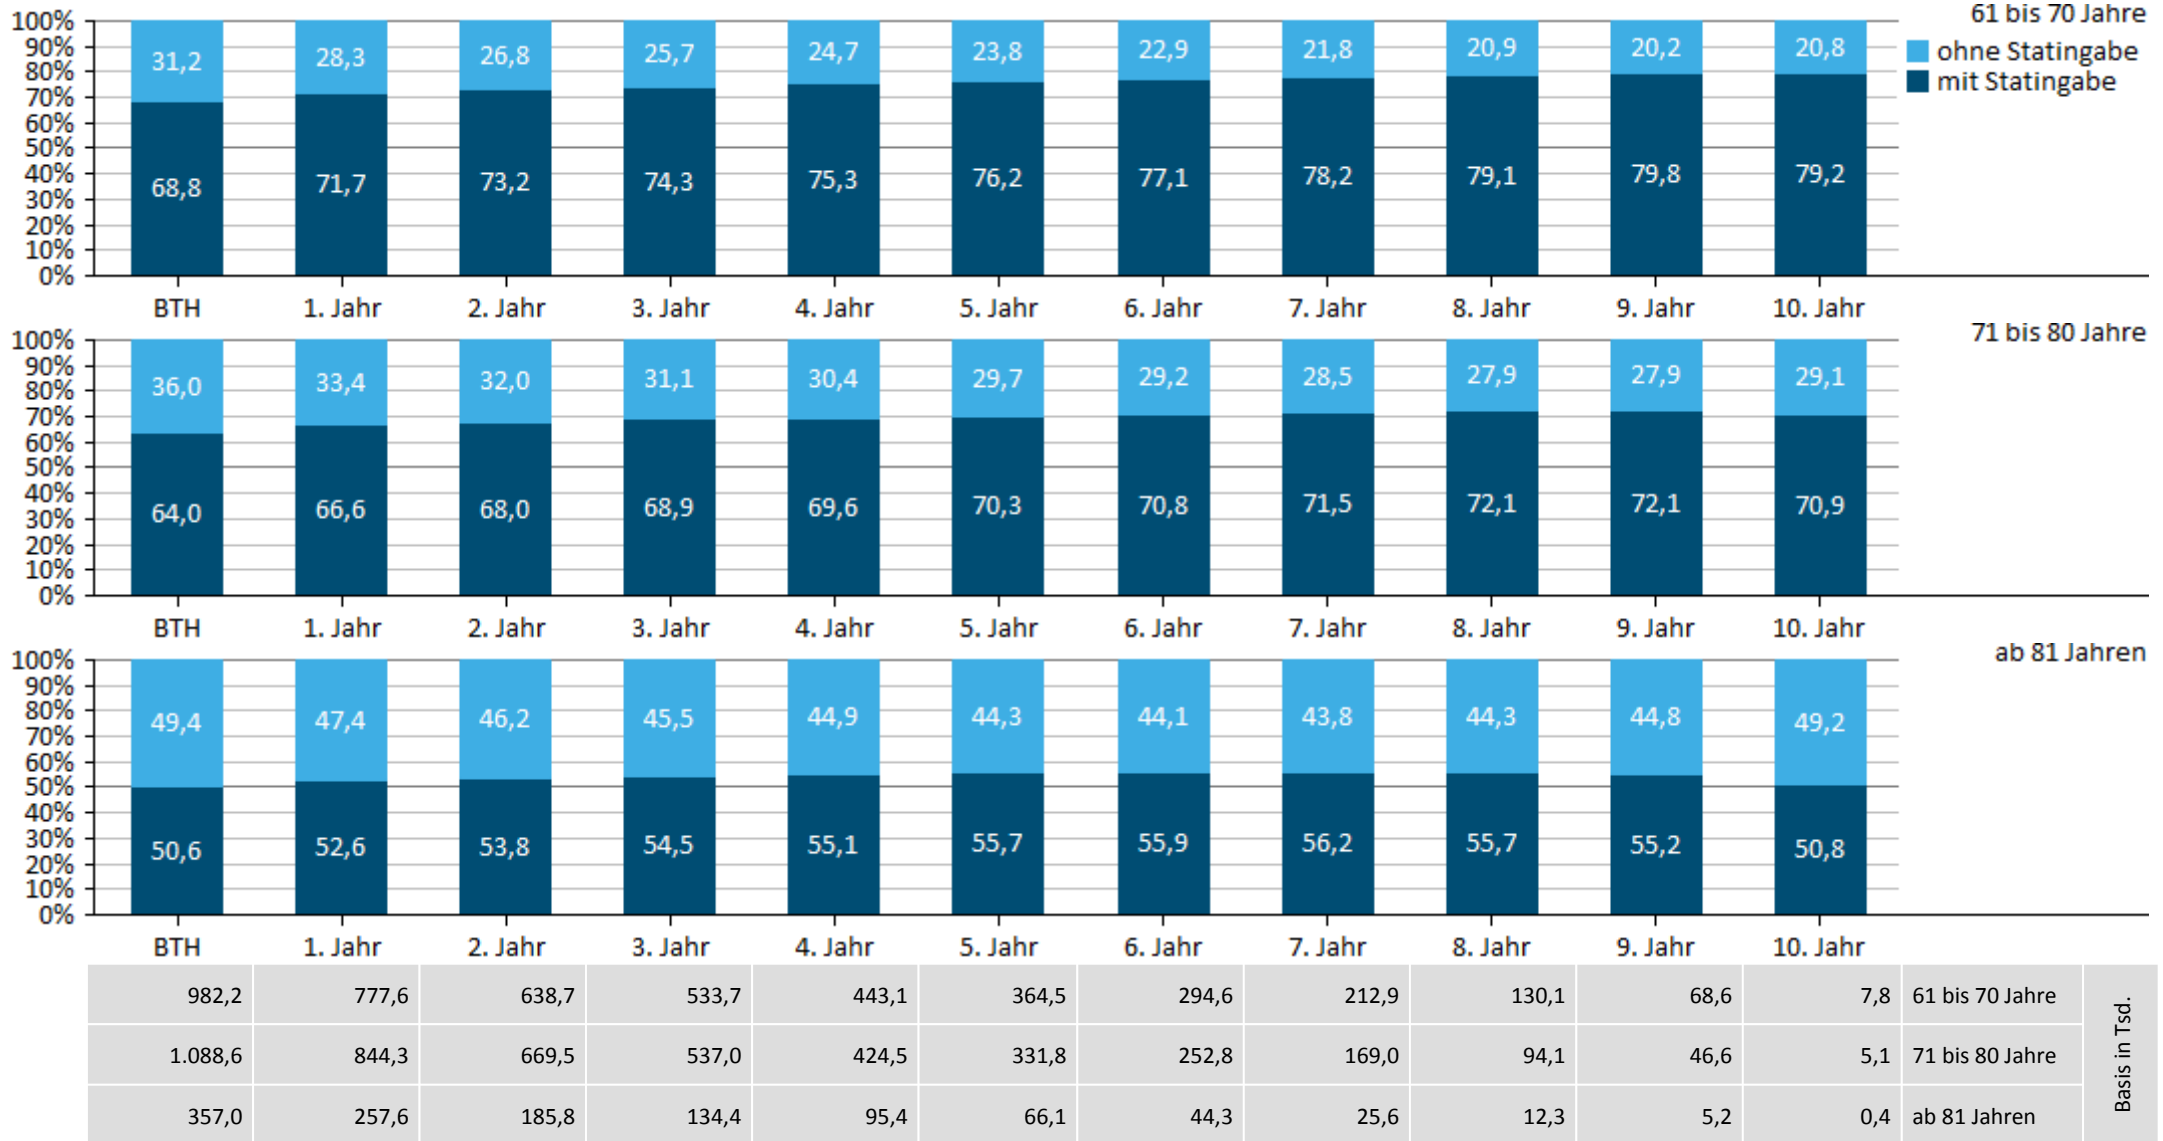 61 bis 70 Jahre
ohne Statingabe
mit Statingabe
100%
90%
80%
70%
60%
50%
40%
30%
20%
10%
0%
31,2 28,3 26,8 25,7 24,7 23,8 22,9 21,8 20,9 20,2 20,8
68,8 71,7 73,2 74,3 75,3 76,2 77,1 78,2 79,1 79,8 79,2
BTH 1. Jahr 2. Jahr 3. Jahr 4. Jahr 5. Jahr 6. Jahr 7. Jahr 8. Jahr 9. Jahr 10. Jahr
71 bis 80 Jahre
100%
90%
80%
70%
60%
50%
40%
30%
20%
10%
0%
36,0 33,4 32,0 31,1 30,4 29,7 29,2 28,5 27,9 27,9 29,1
64,0 66,6 68,0 68,9 69,6 70,3 70,8 71,5 72,1 72,1 70,9
BTH 1. Jahr 2. Jahr 3. Jahr 4. Jahr 5. Jahr 6. Jahr 7. Jahr 8. Jahr 9. Jahr 10. Jahr
ab 81 Jahren
100%
90%
80%
70%
60%
50%
40%
30%
20%
10%
0%
49,4 47,4 46,2 45,5 44,9 44,3 44,1 43,8 44,3 44,8 49,2
50,6 52,6 53,8 54,5 55,1 55,7 55,9 56,2 55,7 55,2 50,8
BTH 1. Jahr 2. Jahr 3. Jahr 4. Jahr 5. Jahr 6. Jahr 7. Jahr 8. Jahr 9. Jahr 10. Jahr
982,2 777,6 638,7 533,7 443,1 364,5 294,6 212,9 130,1 68,6 7,8 61 bis 70 Jahre
1.088,6 844,3 669,5 537,0 424,5 331,8 252,8 169,0 94,1 46,6 5,1 71 bis 80 Jahre
357,0 257,6 185,8 134,4 95,4 66,1 44,3 25,6 12,3 5,2 0,4 ab 81 Jahren
Basis in Tsd.